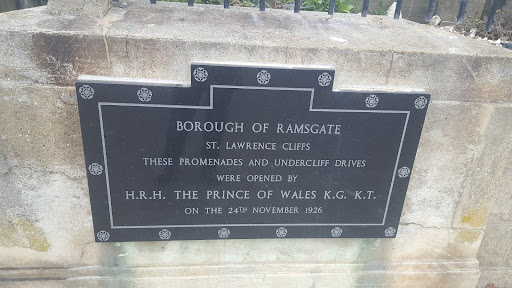 BOROUGH OF RAMSGATE
ST. LAWRENCE CLIFFS
THESE PROMENADES AND UNDERCLIFF DRIVES
WERE OPENED BY
H.R.H. THE PRINCE OF WALES K.G. K.T.
ON THE 24TH NOVEMBER 1926